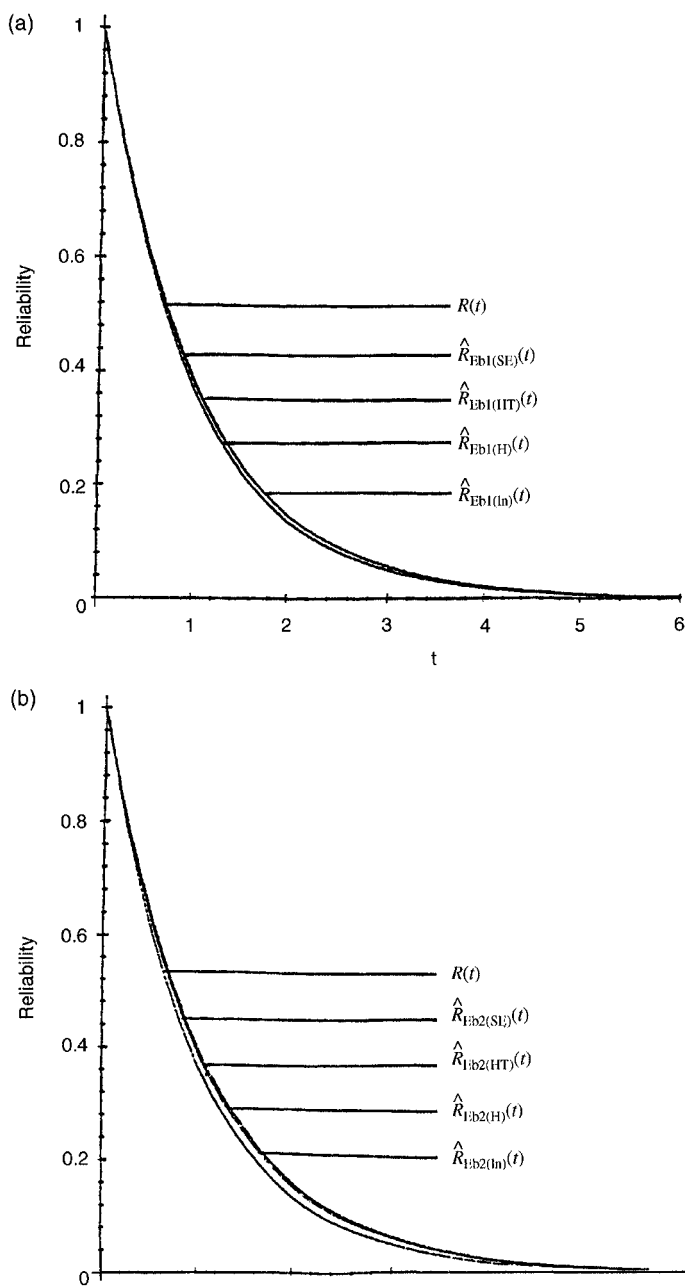 (a)
1
0.8
0.6
0.4
0.2
0
Reliability
R(t)
R̂Eb1(SE)(t)
R̂Eb1(HT)(t)
R̂Eb1(H)(t)
R̂Eb1(ln)(t)
1 2 3 4 5 6
t
(b)
1
0.8
0.6
0.4
0.2
Reliability
R(t)
R̂Eb2(SE)(t)
R̂Eb2(HT)(t)
R̂Eb2(H)(t)
R̂Eb2(ln)(t)